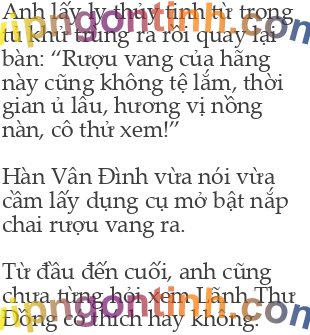 Anh lấy ly thủy tinh từ trong
tủ khử trùng ra rồi quay lại
bàn: “Rượu vang của hãng
này cũng không tệ lắm, thời
gian ủ lâu, hương vị nồng
nàn, cô thử xem!”
Hàn Vân Đình vừa nói vừa
cầm lấy dụng cụ mở bật nắp
chai rượu vang ra.
Từ đầu đến cuối, anh cũng
chưa từng hỏi xem Lãnh Thư
Đồng có thích hay không.